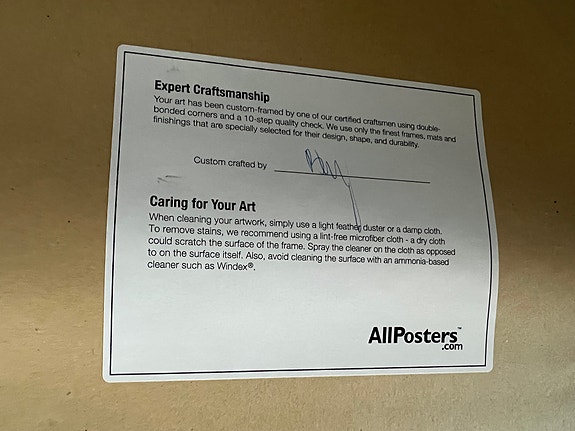 Expert Craftsmanship
Your art has been custom-framed by one of our certified craftsmen using double-
bonded corners and a 10-step quality check. We use only the finest frames, mats and
finishings that are specially selected for their design, shape, and durability.
Custom crafted by
Caring for Your Art
When cleaning your artwork, simply use a light feather duster or a damp cloth.
To remove stains, we recommend using a lint-free microfiber cloth - a dry cloth
could scratch the surface of the frame. Spray the cleaner on the cloth as opposed
to on the surface itself. Also, avoid cleaning the surface with an ammonia-based
cleaner such as Windex®.
AllPosters™
.com